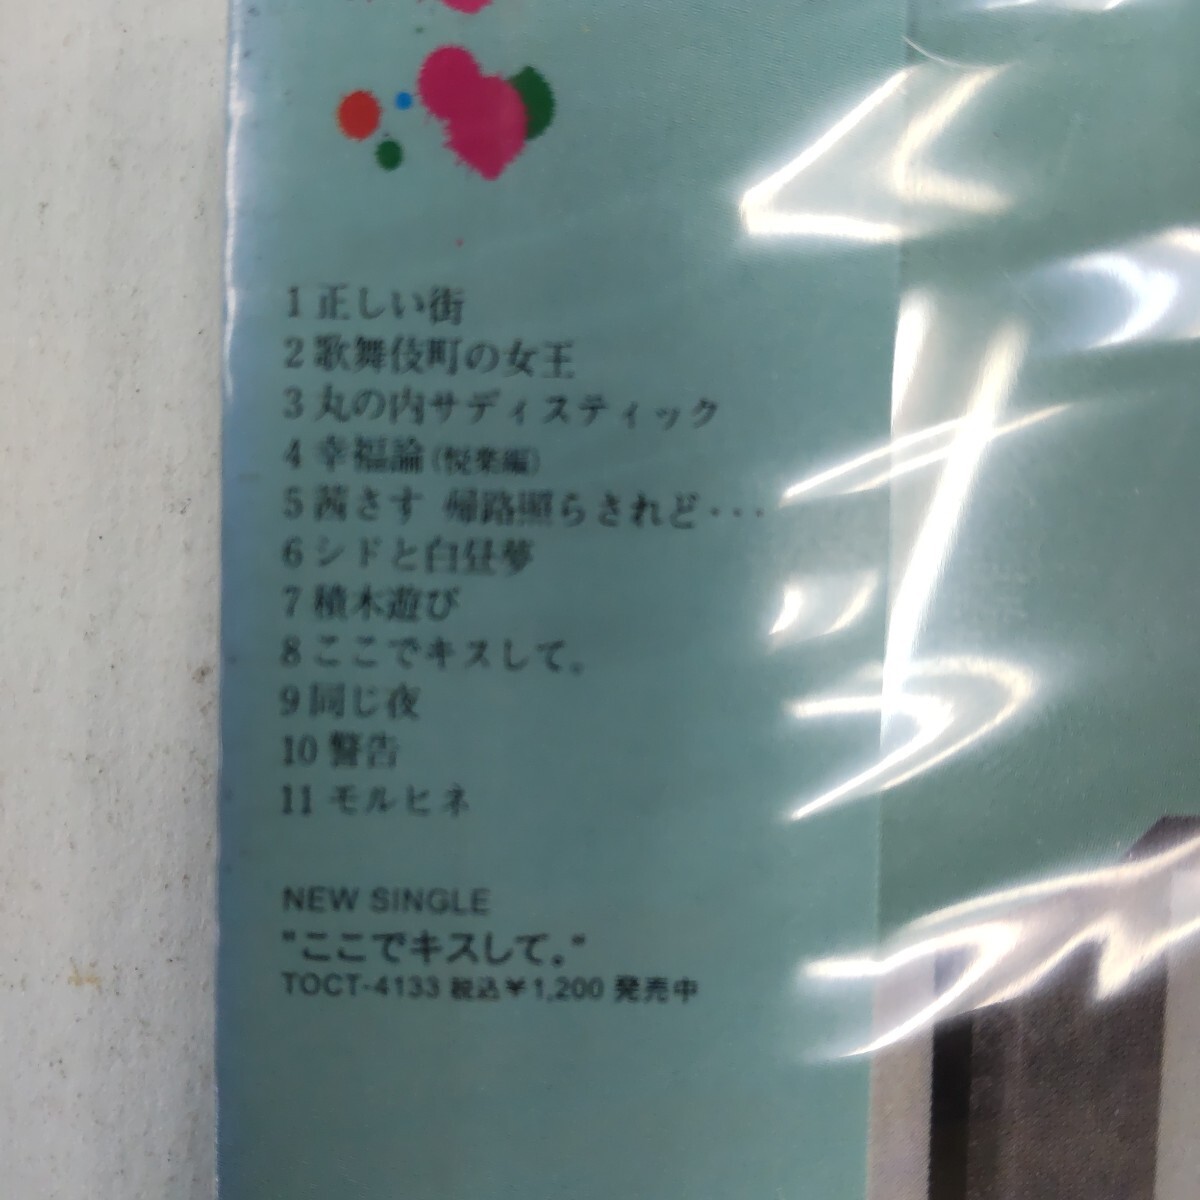 1 正しい街
2 歌舞伎町の女王
3 丸の内サディスティック
4 幸福論(悦楽編)
5 茜さす 帰路照らされど・・・
6 シドと白昼夢
7 積木遊び
8 ここでキスして。
9 同じ夜
10 警告
11 モルヒネ
NEW SINGLE
"ここでキスして。"
TOCT-4133 税込￥1,200 発売中